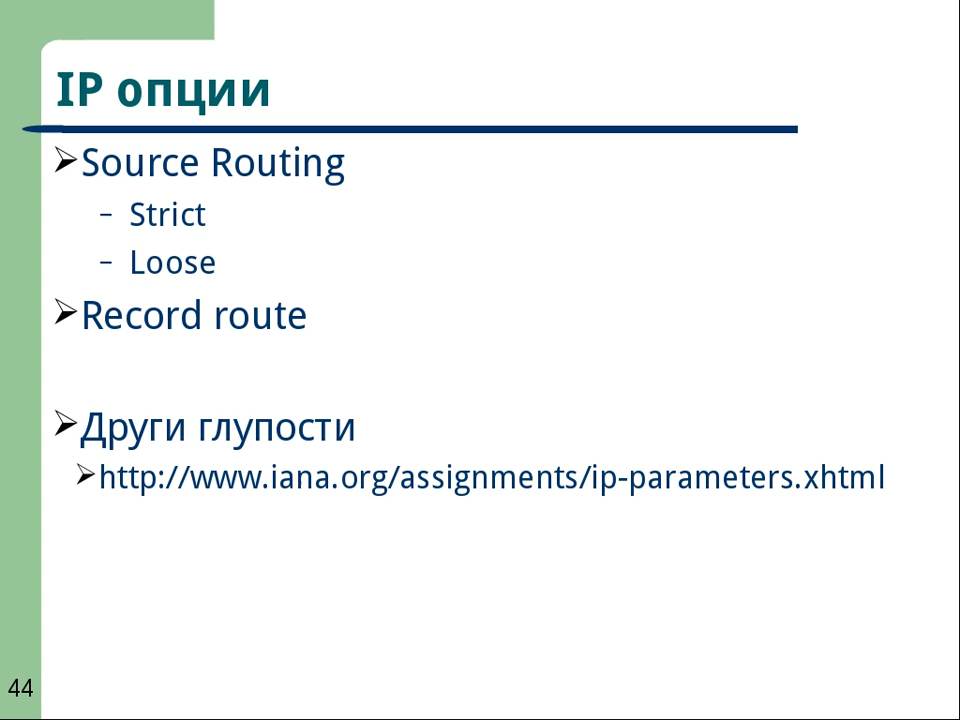 IP опции
Source Routing
– Strict
– Loose
Record route
Други глупости
http://www.iana.org/assignments/ip-parameters.xhtml
44